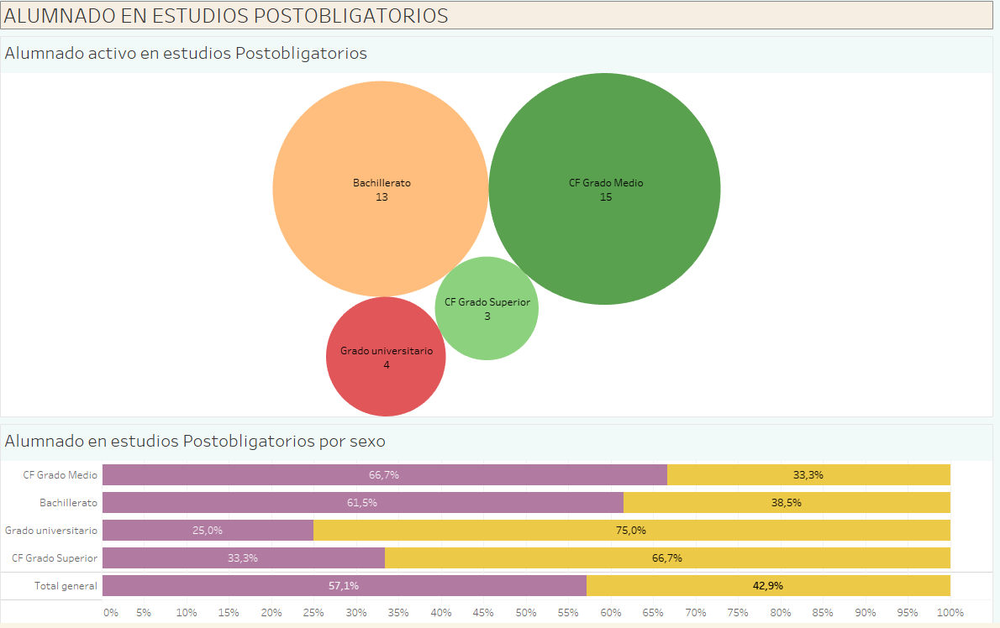 ALUMNADO EN ESTUDIOS POSTOBLIGATORIOS
Alumnado activo en estudios Postobligatorios
Bachillerato
13
CF Grado Medio
15
CF Grado Superior
3
Grado universitario
4
Alumnado en estudios Postobligatorios por sexo
CF Grado Medio 66,7% 33,3%
Bachillerato 61,5% 38,5%
Grado universitario 25,0% 75,0%
CF Grado Superior 33,3% 66,7%
Total general 57,1% 42,9%
0% 5% 10% 15% 20% 25% 30% 35% 40% 45% 50% 55% 60% 65% 70% 75% 80% 85% 90% 95% 100%